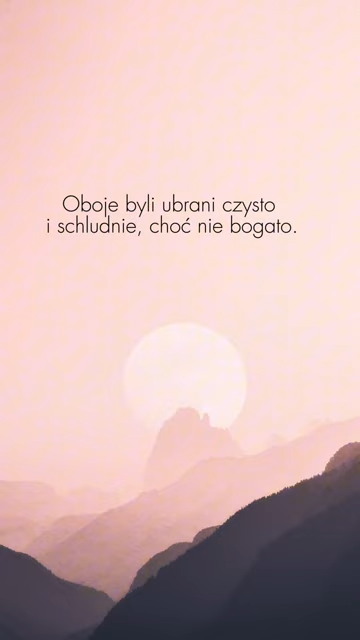 Oboje byli ubrani czysto
i schludnie, choć nie bogato.